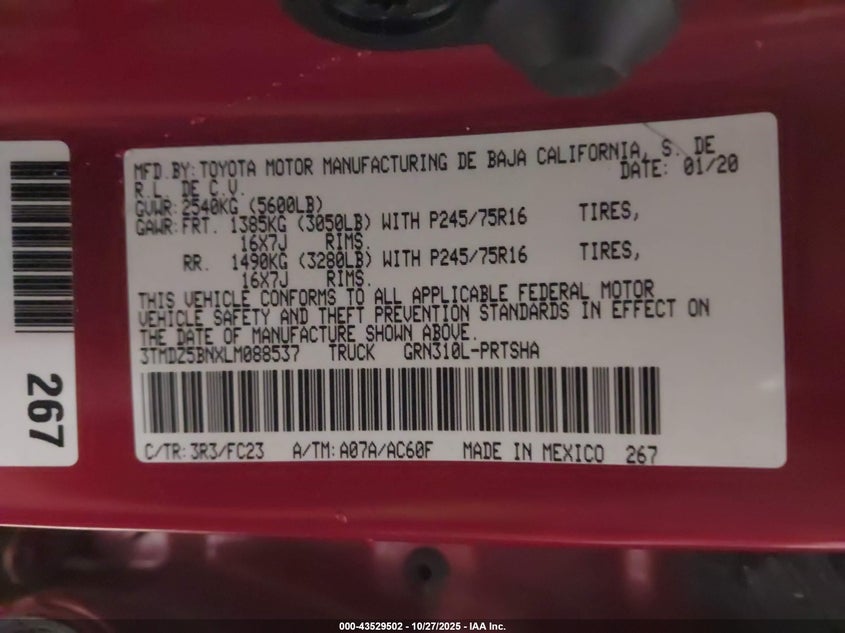 MFD.BY:TOYOTA MOTOR MANUFACTURING DE BAJA CALIFORNIA, S. DE
R.L. DE C.V. DATE: 01/20
GVWR:2540KG (5600LB)
GAWR:FRT. 1385KG (3050LB) WITH P245/75R16 TIRES,
16X7J RIMS.
RR. 1490KG (3280LB) WITH P245/75R16 TIRES,
16X7J RIMS.
THIS VEHICLE CONFORMS TO ALL APPLICABLE FEDERAL MOTOR
VEHICLE SAFETY AND THEFT PREVENTION STANDARDS IN EFFECT ON
THE DATE OF MANUFACTURE SHOWN ABOVE.
3TMDZ5BNXLM088537 TRUCK GRN310L-PRTSHA
C/TR:3R3/FC23 A/TM:A07A/AC60F MADE IN MEXICO 267
267
000-43529502 - 10/27/2025 - IAA Inc.